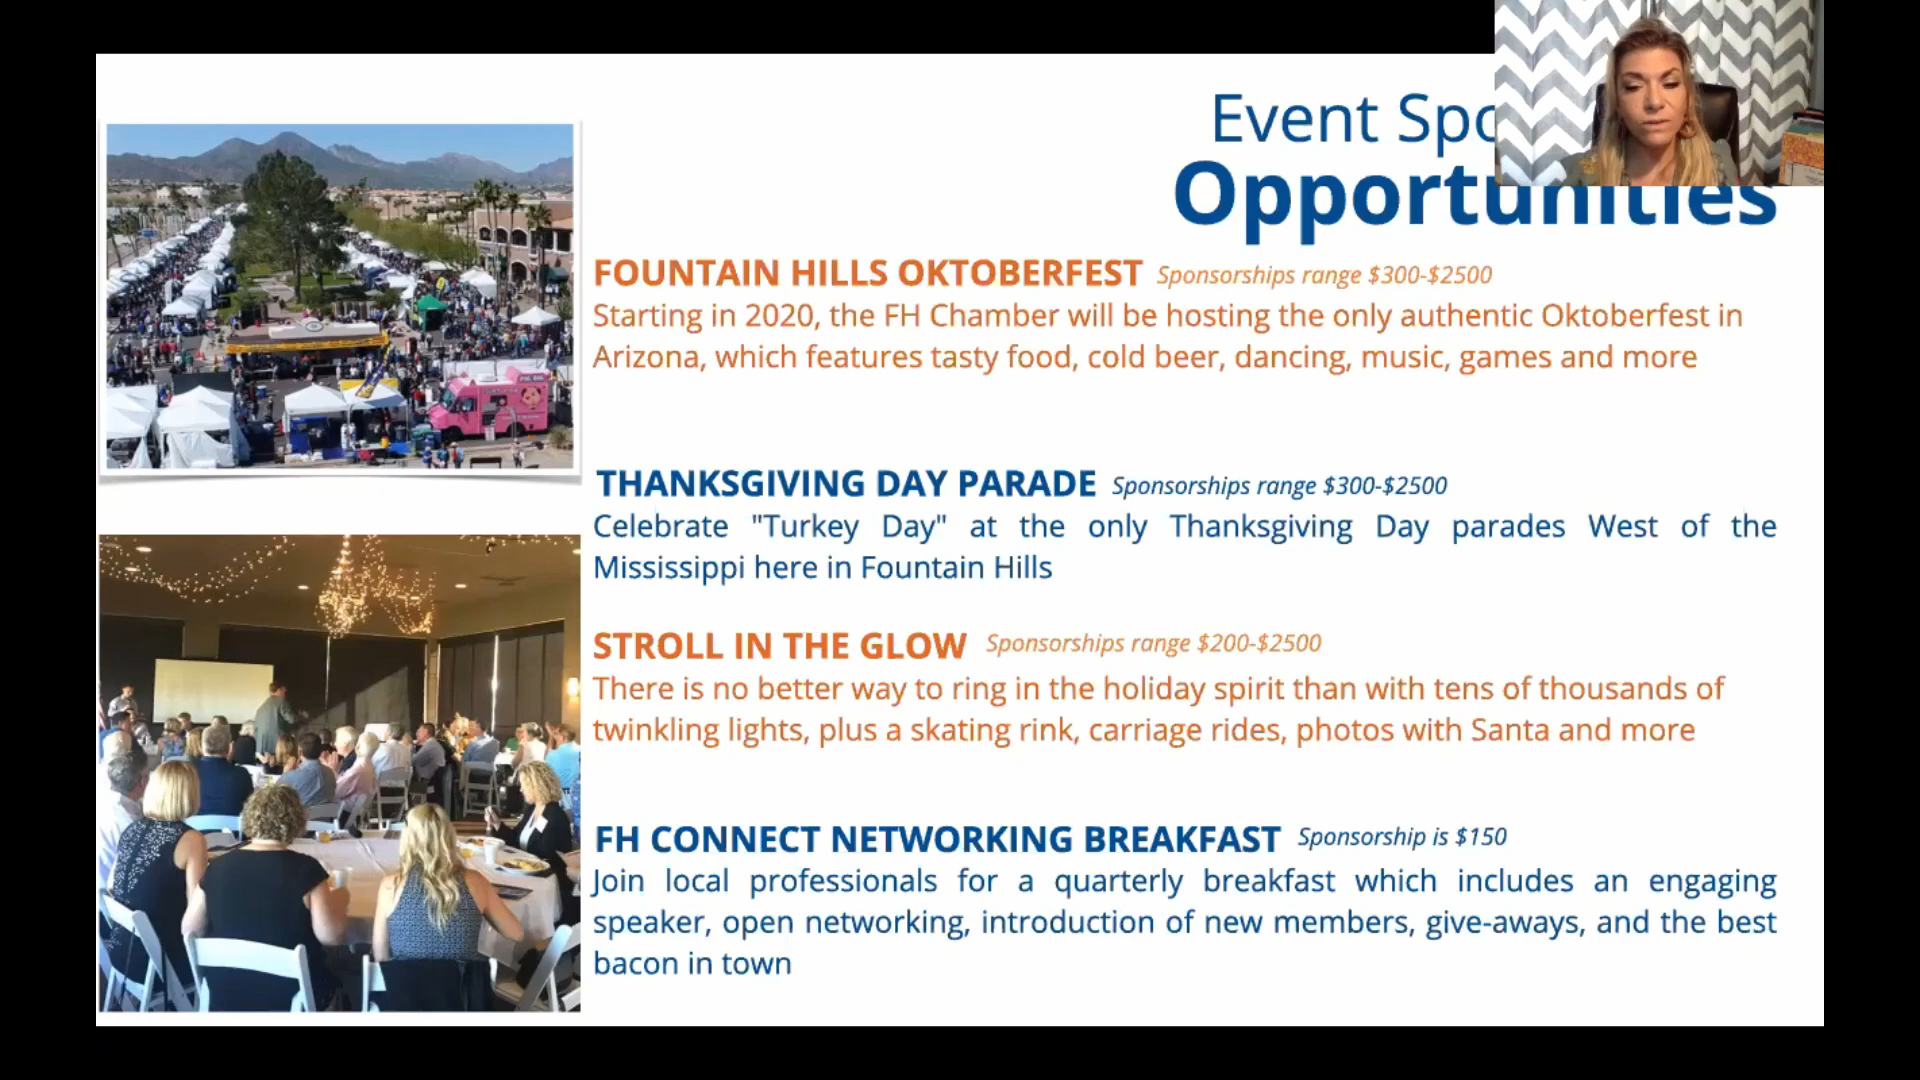 Event Spo
Opportunities
FOUNTAIN HILLS OKTOBERFEST Sponsorships range $300-$2500
Starting in 2020, the FH Chamber will be hosting the only authentic Oktoberfest in
Arizona, which features tasty food, cold beer, dancing, music, games and more
THANKSGIVING DAY PARADE Sponsorships range $300-$2500
Celebrate "Turkey Day" at the only Thanksgiving Day parades West of the
Mississippi here in Fountain Hills
STROLL IN THE GLOW Sponsorships range $200-$2500
There is no better way to ring in the holiday spirit than with tens of thousands of
twinkling lights, plus a skating rink, carriage rides, photos with Santa and more
FH CONNECT NETWORKING BREAKFAST Sponsorship is $150
Join local professionals for a quarterly breakfast which includes an engaging
speaker, open networking, introduction of new members, give-aways, and the best
bacon in town